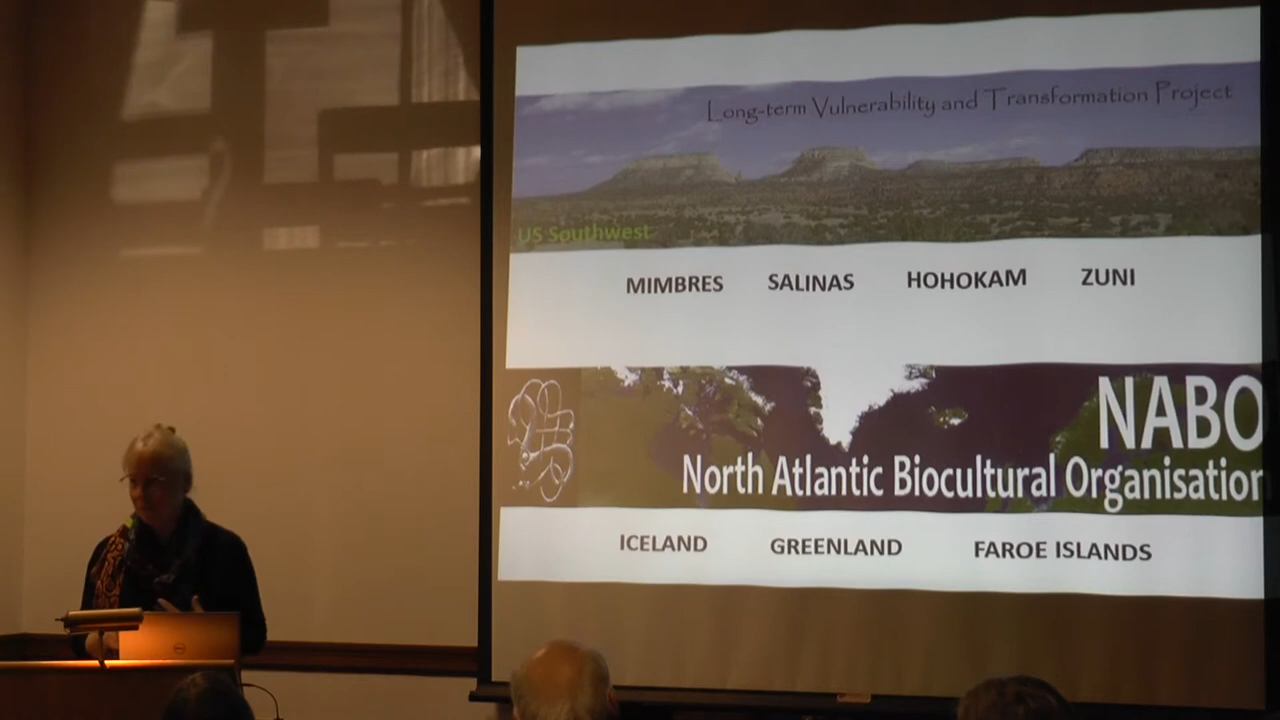 Long-term Vulnerability and Transformation Project
US Southwest
MIMBRES SALINAS HOHOKAM ZUNI
NABO
North Atlantic Biocultural Organisation
ICELAND GREENLAND FAROE ISLANDS
DELL